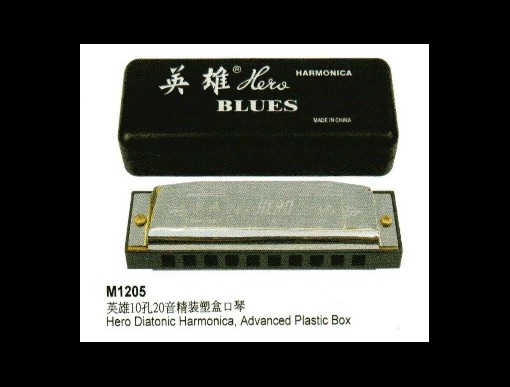 英雄® Hero HARMONICA
BLUES
MADE IN CHINA
HERO
M1205
英雄10孔20音精装塑盒口琴
Hero Diatonic Harmonica, Advanced Plastic Box